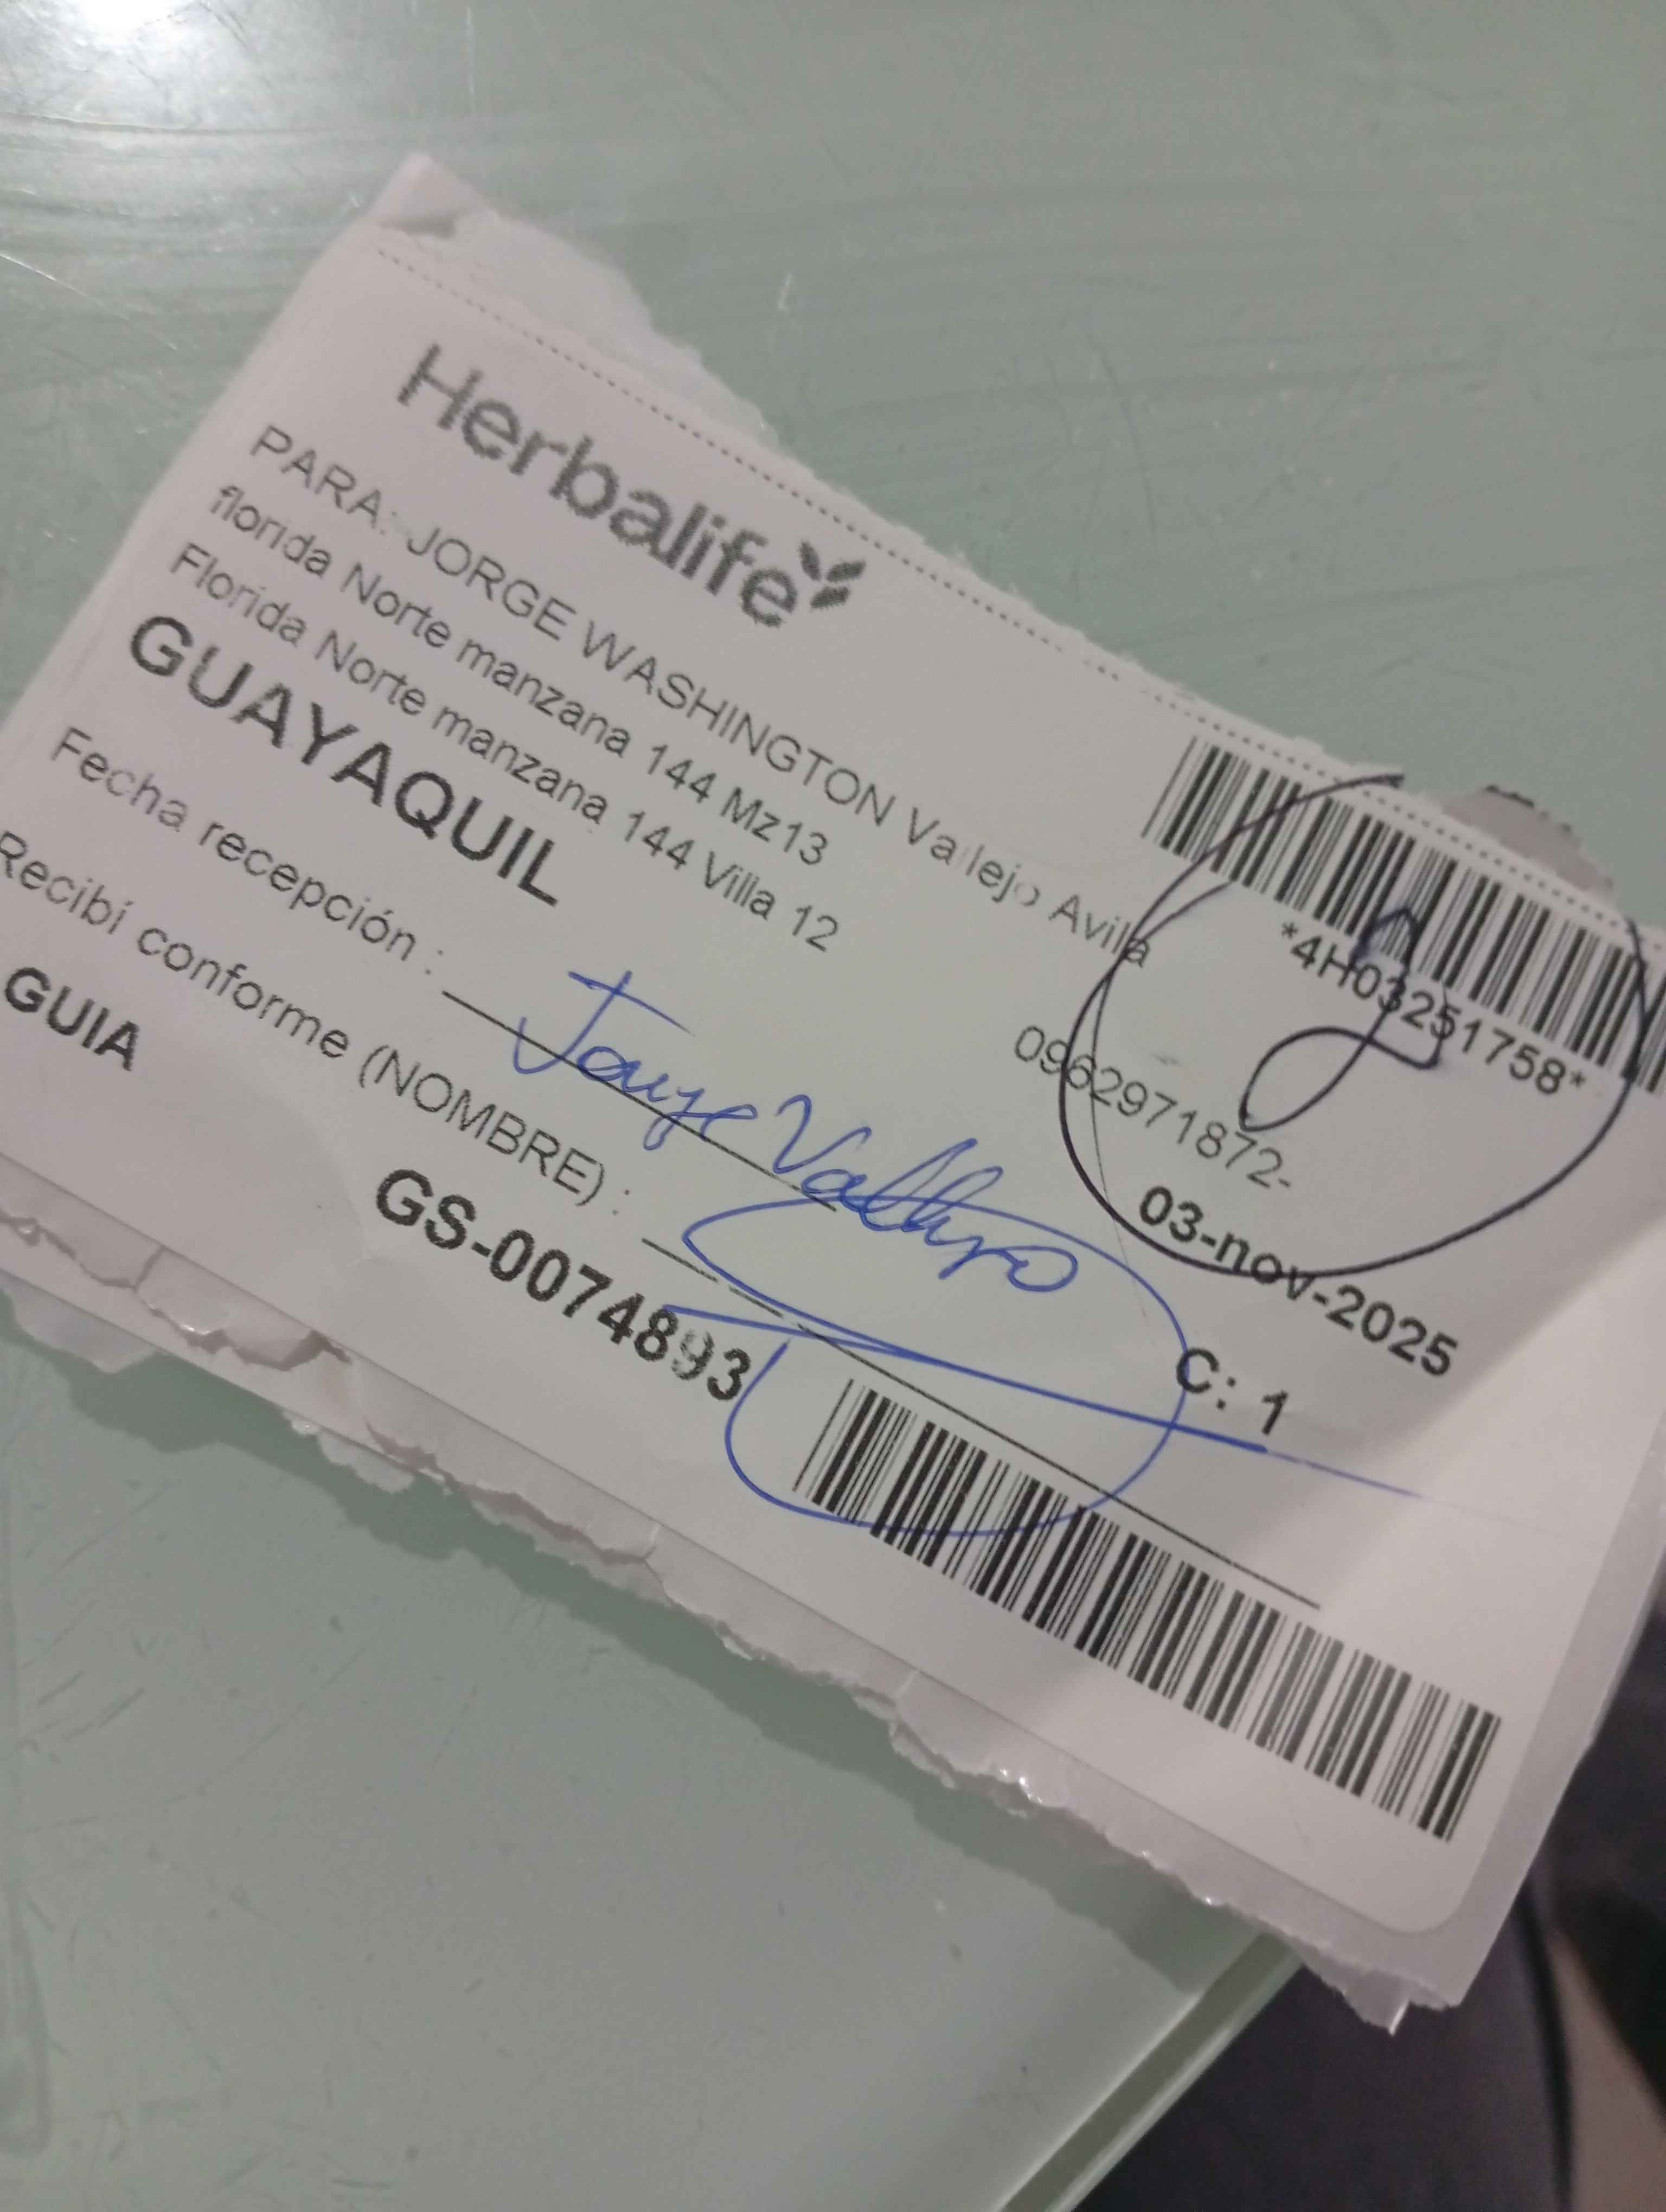 Herbalife
*4H03251758*
PARA: JORGE WASHINGTON Vallejo Avila
florida Norte manzana 144 Mz13
0962971872-
Florida Norte manzana 144 Villa 12
03-nov-2025
GUAYAQUIL
C: 1
Fecha recepción :
Jorge Vallejo
Recibí conforme (NOMBRE) :
GUIA
GS-0074893